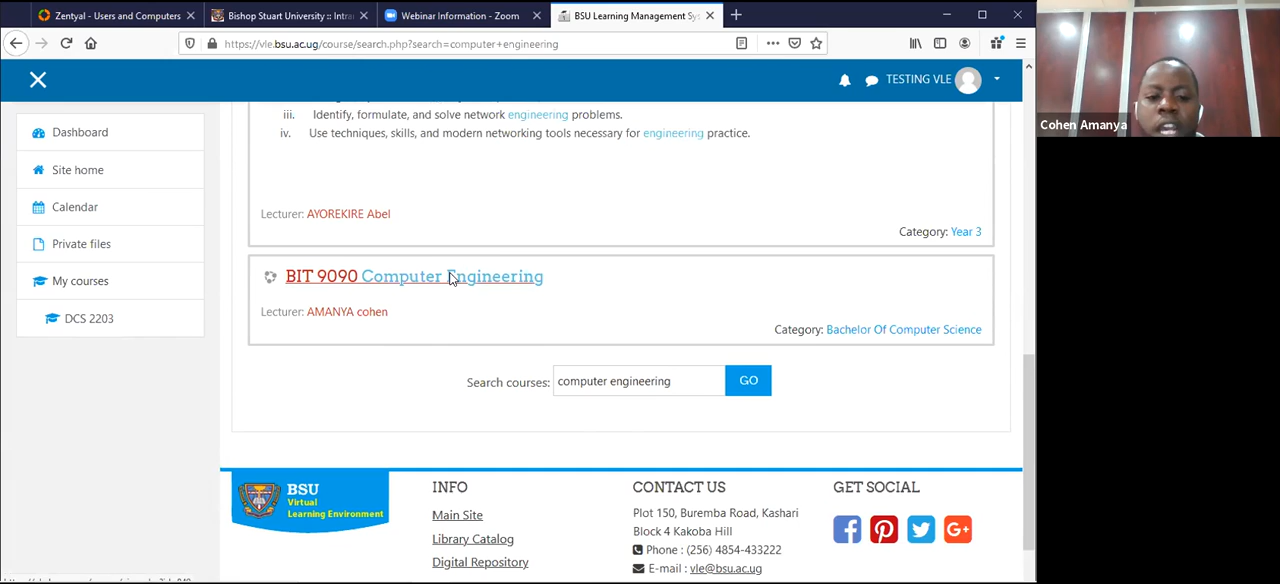 Zentyal - Users and Computers
Bishop Stuart University :: Intra
Webinar Information - Zoom
BSU Learning Management Sys
https://vle.bsu.ac.ug/course/search.php?search=computer+engineering
TESTING VLE
Cohen Amanya
Dashboard
Site home
Calendar
Private files
My courses
DCS 2203
iii. Identify, formulate, and solve network engineering problems.
iv. Use techniques, skills, and modern networking tools necessary for engineering practice.
Lecturer: AYOREKIRE Abel
Category: Year 3
BIT 9090 Computer Engineering
Lecturer: AMANYA cohen
Category: Bachelor Of Computer Science
Search courses: computer engineering GO
BSU
Virtual
Learning Environment
INFO
Main Site
Library Catalog
Digital Repository
CONTACT US
Plot 150, Buremba Road, Kashari
Block 4 Kakoba Hill
Phone : (256) 4854-433222
E-mail : vle@bsu.ac.ug
GET SOCIAL